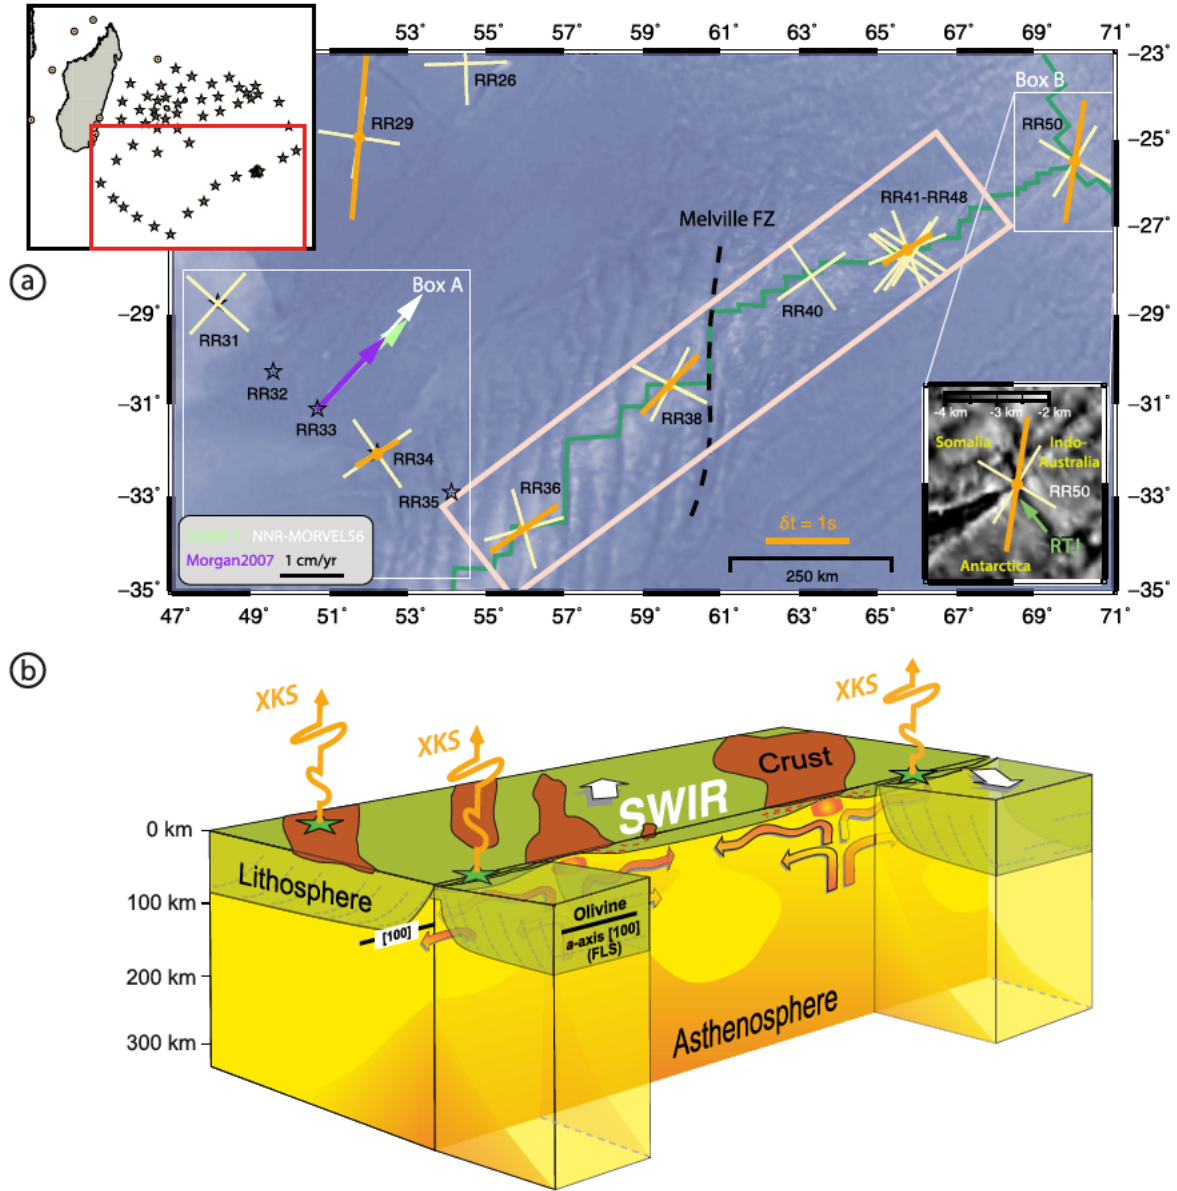 53° 55° 57° 59° 61° 63° 65° 67° 69° 71°
−23°
Box B
RR26
RR29
RR50
−25°
RR41-RR48
Melville FZ
−27°
a
Box A
−29°
−29°
RR31
RR40
RR32
−31°
−31°
RR33
RR38
-4 km -3 km -2 km
Somalia
Indo-
Australia
RR34
RR36
RR50
−33°
RR35
−33°
δt = 1s
RTJ
NNR-MORVEL56
Morgan2007 1 cm/yr
250 km
Antarctica
−35°
−35°
47° 49° 51° 53° 55° 57° 59° 61° 63° 65° 67° 69° 71°
b
XKS
XKS
XKS
Crust
SWIR
0 km
Lithosphere
100 km
Olivine
[100]
a-axis [100]
(FLS)
200 km
Asthenosphere
300 km